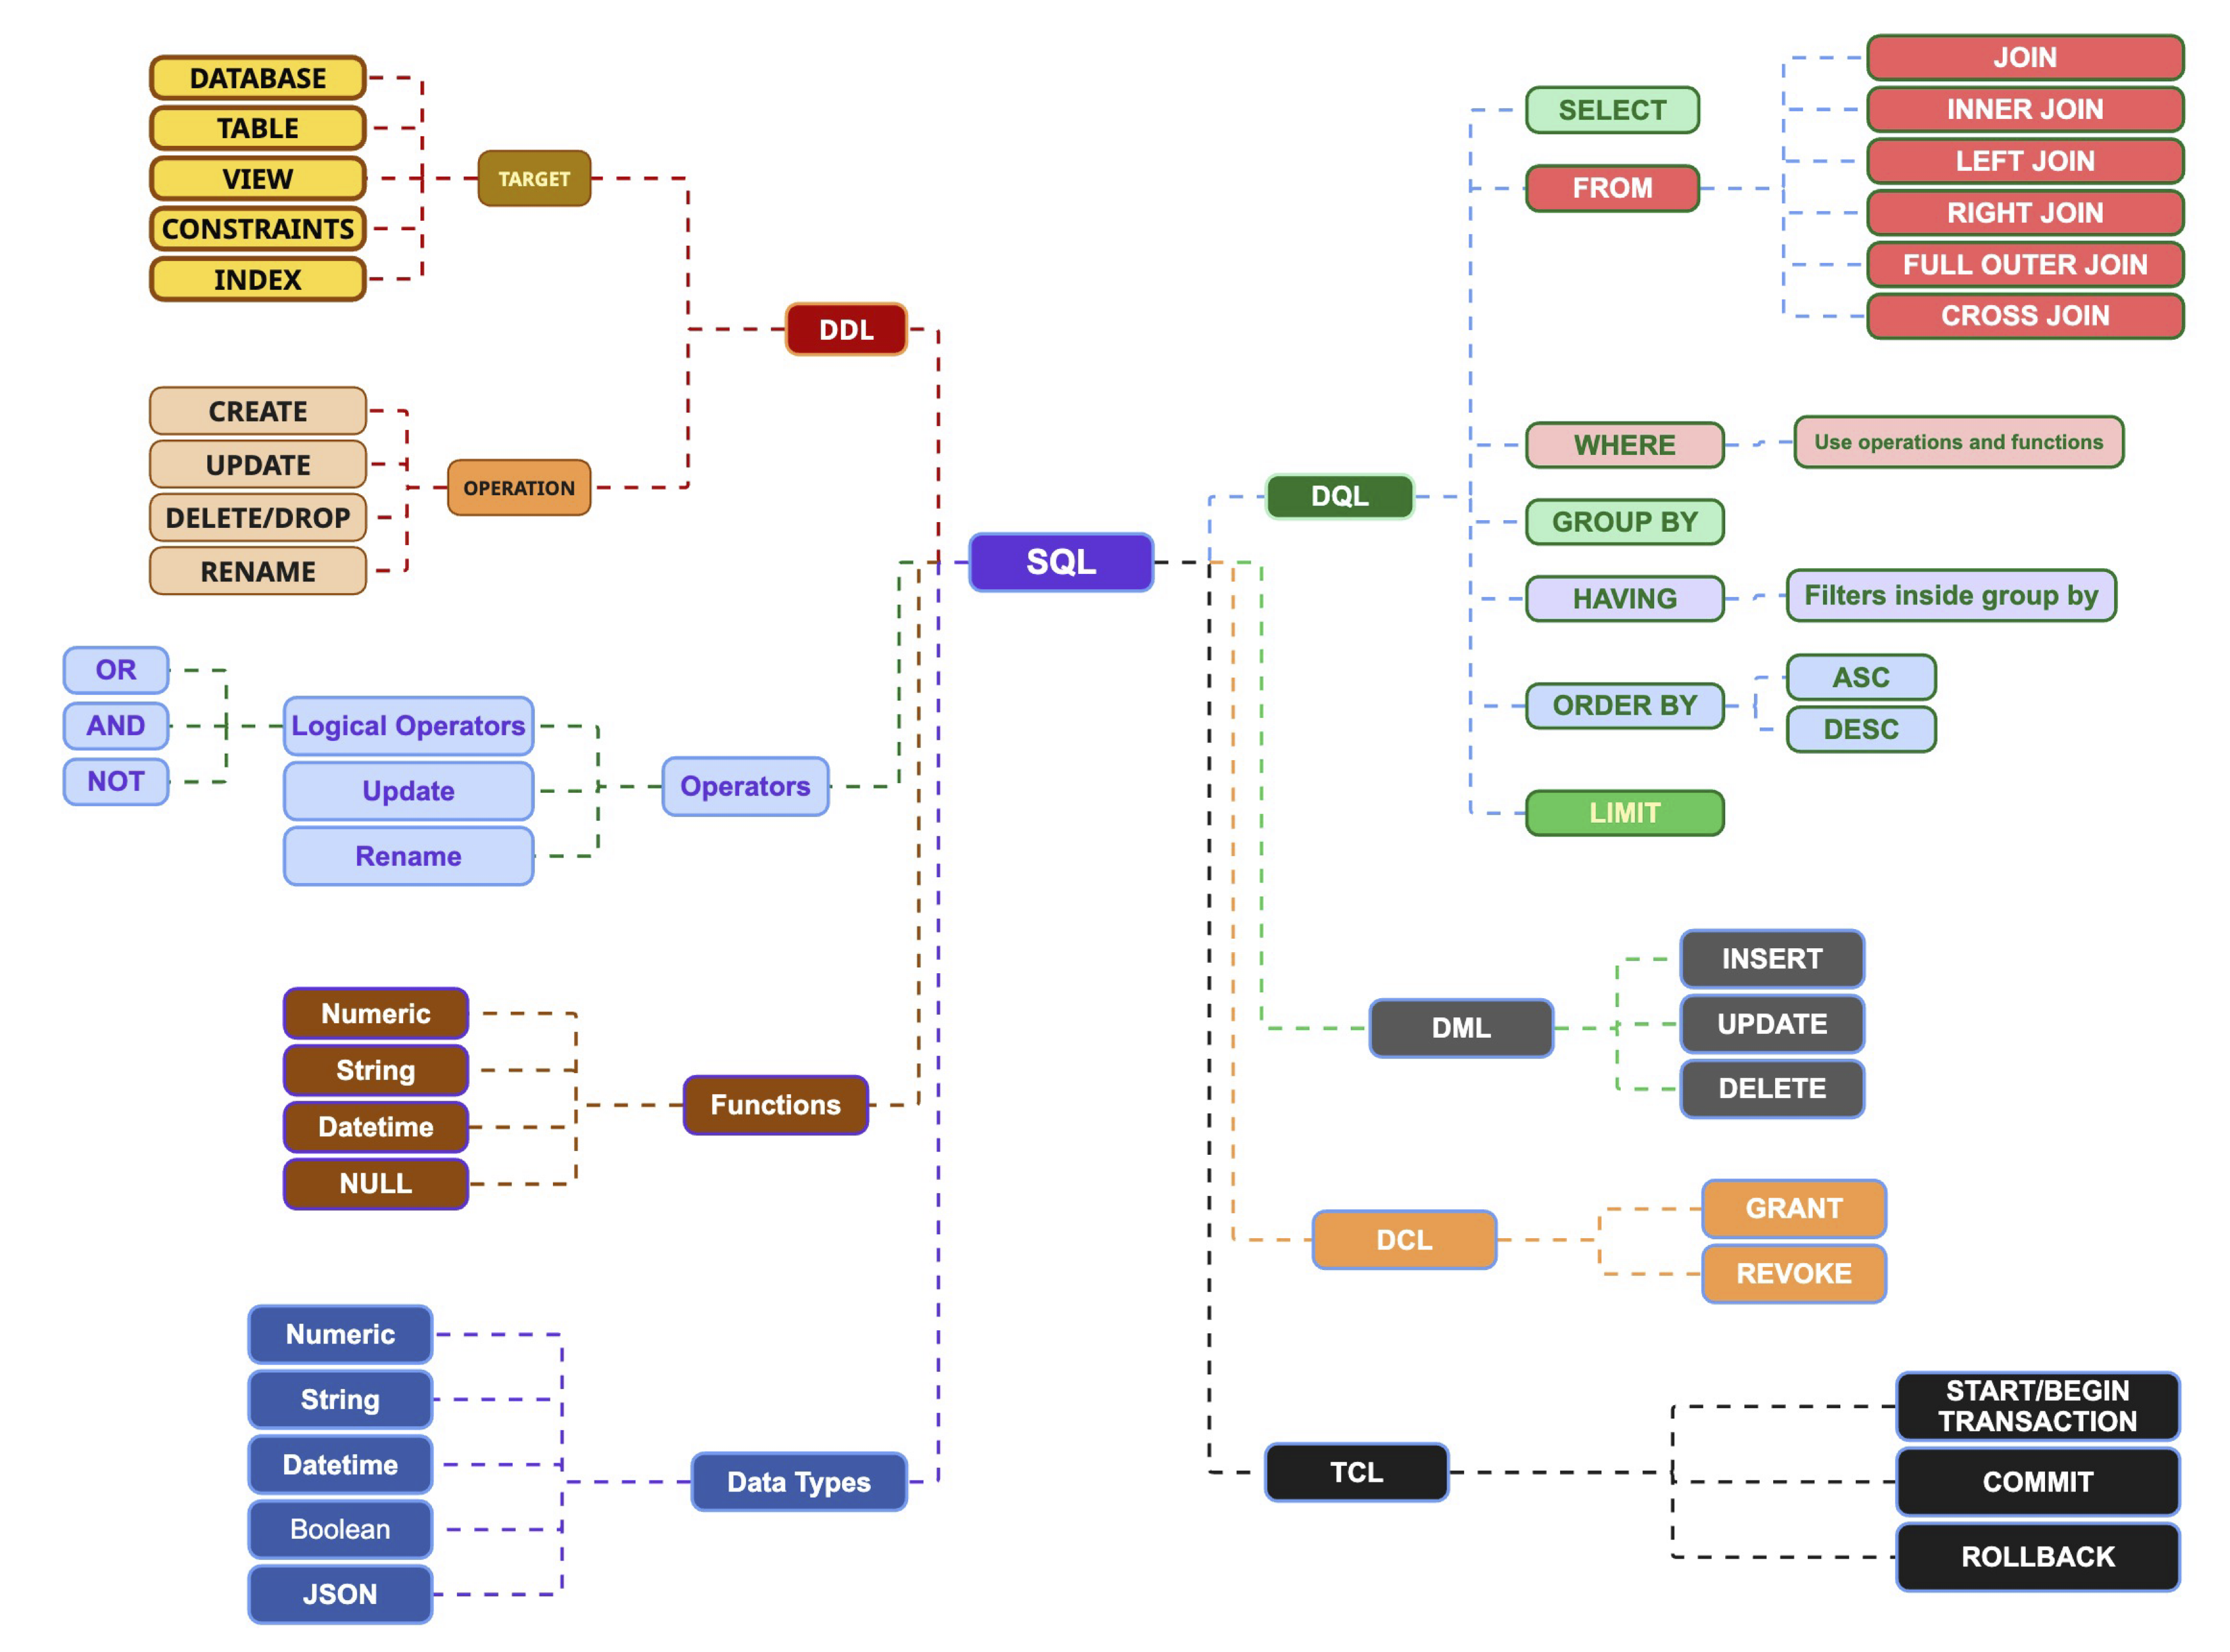 DATABASE
TABLE
VIEW
CONSTRAINTS
INDEX
TARGET
DDL
CREATE
UPDATE
DELETE/DROP
RENAME
OPERATION
SQL
OR
AND
NOT
Logical Operators
Update
Rename
Operators
Numeric
String
Datetime
NULL
Functions
Numeric
String
Datetime
Boolean
JSON
Data Types
DQL
SELECT
FROM
JOIN
INNER JOIN
LEFT JOIN
RIGHT JOIN
FULL OUTER JOIN
CROSS JOIN
WHERE
Use operations and functions
GROUP BY
HAVING
Filters inside group by
ORDER BY
ASC
DESC
LIMIT
DML
INSERT
UPDATE
DELETE
DCL
GRANT
REVOKE
TCL
START/BEGIN
TRANSACTION
COMMIT
ROLLBACK